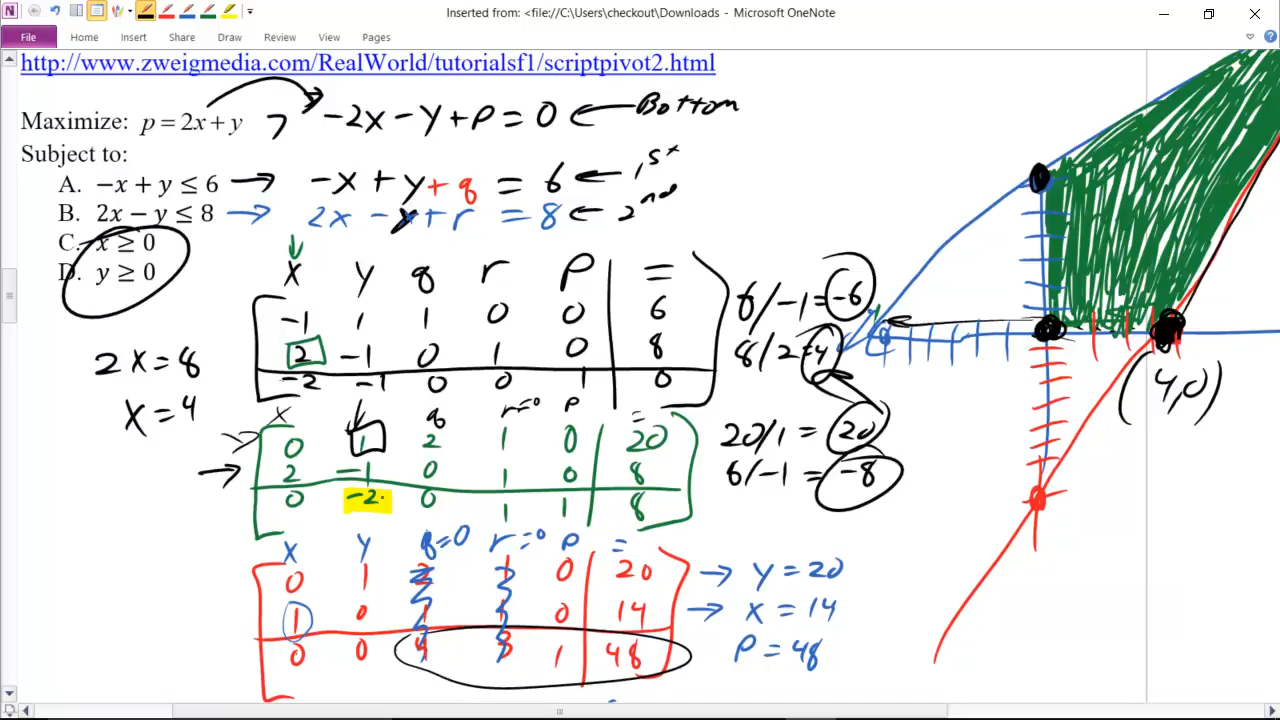 Inserted from: <file://C:\Users\checkout\Downloads - Microsoft OneNote
File Home Insert Share Draw Review View Pages
http://www.zweigmedia.com/RealWorld/tutorialsf1/scriptpivot2.html
Maximize: p = 2x + y → -2x - y + p = 0 ← Bottom
Subject to:
A. -x + y ≤ 6 → -x + y + q = 6 ← 1st
B. 2x - y ≤ 8 → 2x - y + r = 8 ← 2nd
C. x ≥ 0
D. y ≥ 0
x y q r p =
-1 1 1 0 0 6
2 -1 0 1 0 8
-2 -1 0 0 1 0
6/-1 = -6
8/2 = 4
2x = 8
x = 4
(4,0)
x q r=0 p =
0 1 2 1 0 20
2 -1 0 1 0 8
0 -2 0 1 1 8
20/1 = 20
6/-1 = -8
x y q=0 r=0 p =
0 1 2 1 0 20 → y = 20
1 0 1 1 0 14 → x = 14
0 0 4 3 1 48 p = 48